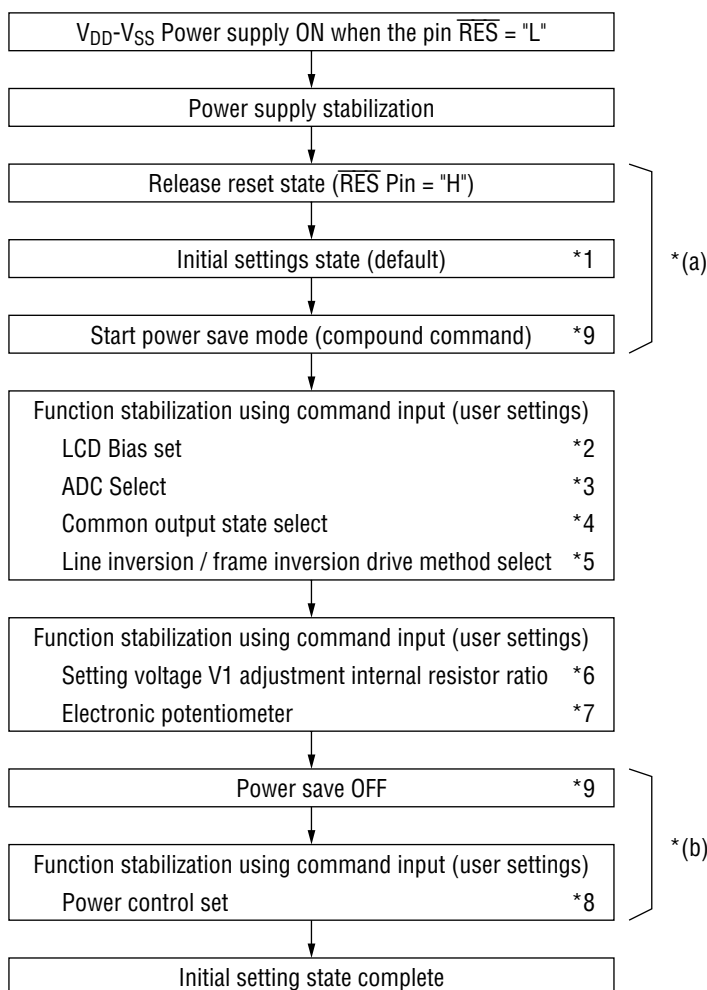 VDD-VSS Power supply ON when the pin RES = "L"
Power supply stabilization
Release reset state (RES Pin = "H")
Initial settings state (default) *1
*(a)
Start power save mode (compound command) *9
Function stabilization using command input (user settings)
LCD Bias set *2
ADC Select *3
Common output state select *4
Line inversion / frame inversion drive method select *5
Function stabilization using command input (user settings)
Setting voltage V1 adjustment internal resistor ratio *6
Electronic potentiometer *7
Power save OFF *9
*(b)
Function stabilization using command input (user settings)
Power control set *8
Initial setting state complete